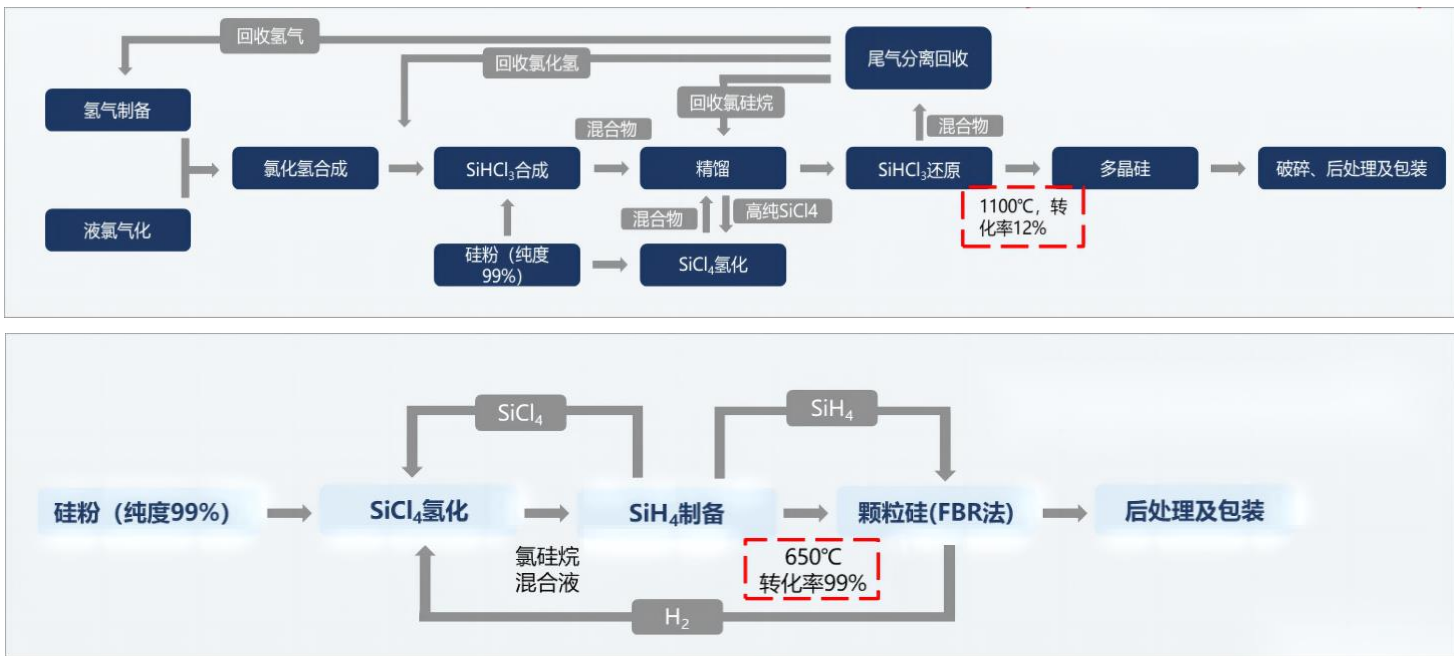 回收氢气
回收氯化氢
尾气分离回收
回收氯硅烷
氢气制备
混合物
混合物
氯化氢合成
SiHCl₃合成
精馏
SiHCl₃还原
多晶硅
破碎、后处理及包装
1100℃，转
化率12%
液氯气化
混合物
高纯SiCl4
硅粉（纯度
99%）
SiCl₄氢化
SiCl₄
SiH₄
硅粉（纯度99%）
SiCl₄氢化
SiH₄制备
颗粒硅(FBR法)
后处理及包装
氯硅烷
混合液
650℃
转化率99%
H₂